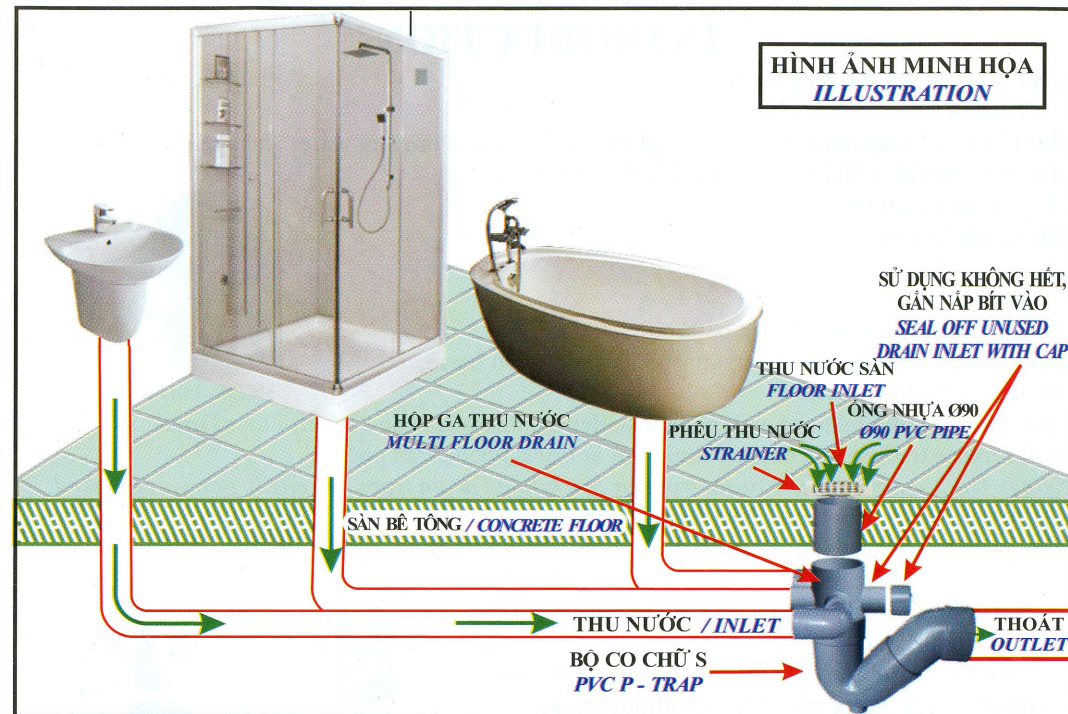 HÌNH ẢNH MINH HỌA
ILLUSTRATION
SỬ DỤNG KHÔNG HẾT,
GẮN NẮP BÍT VÀO
SEAL OFF UNUSED
DRAIN INLET WITH CAP
THU NƯỚC SÀN
FLOOR INLET
HỘP GA THU NƯỚC
MULTI FLOOR DRAIN
PHỄU THU NƯỚC
STRAINER
ỐNG NHỰA Ø90
Ø90 PVC PIPE
SÀN BÊ TÔNG / CONCRETE FLOOR
THU NƯỚC / INLET
THOÁT
OUTLET
BỘ CO CHỮ S
PVC P - TRAP